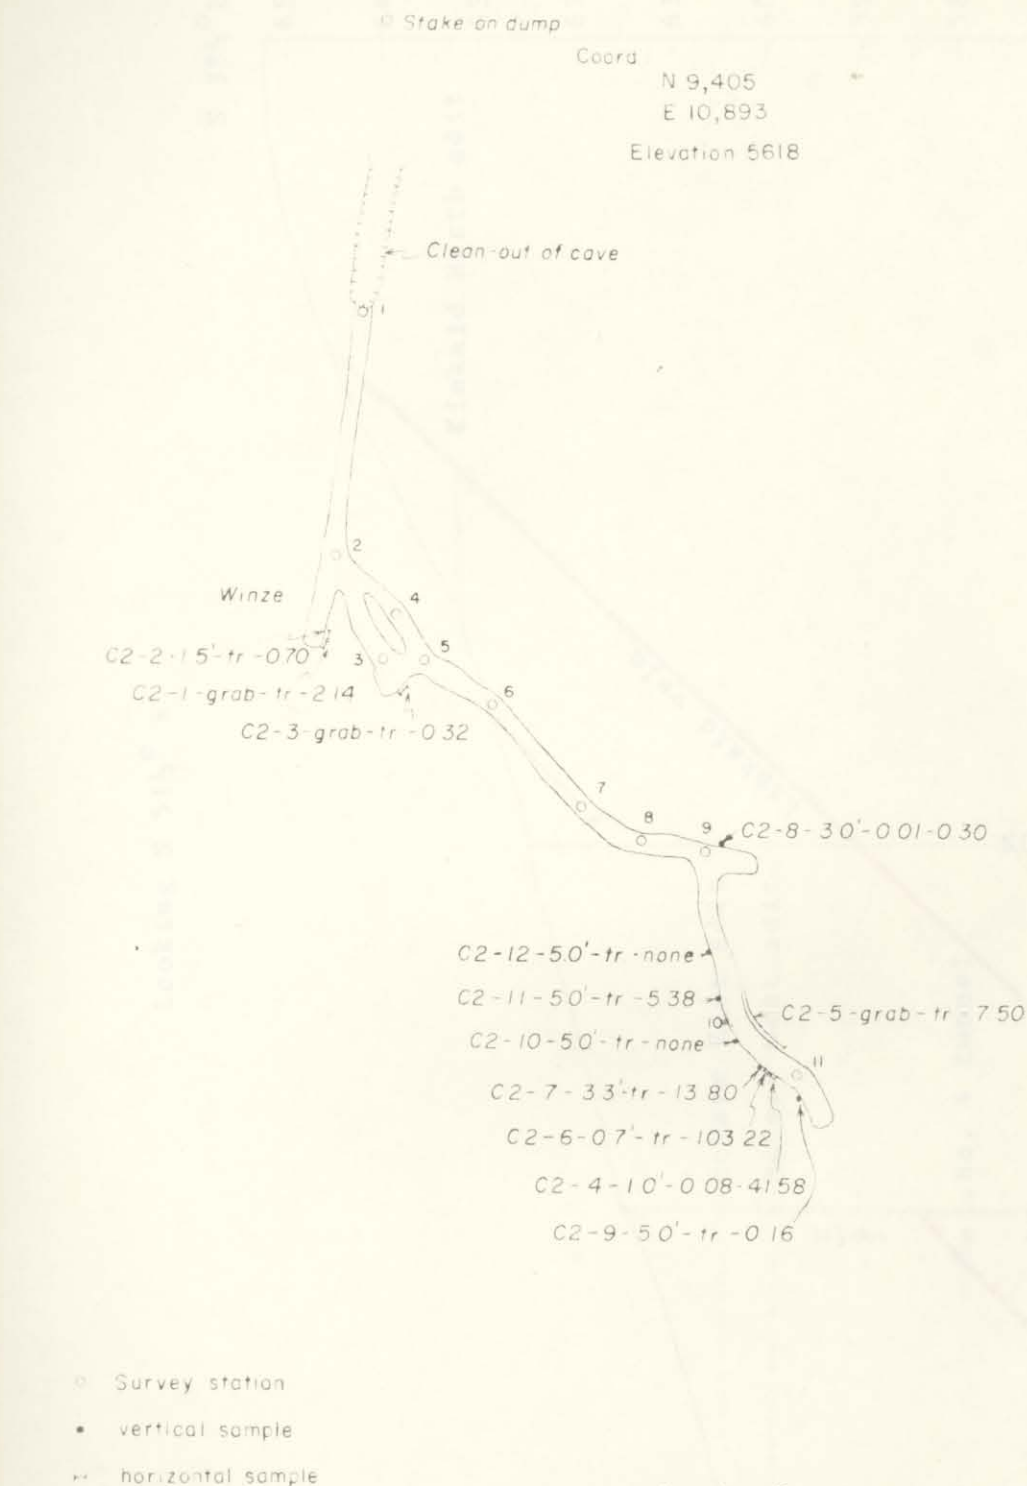 Stake on dump
Coord
N 9,405
E 10,893
Elevation 5618
Clean-out of cave
1
2
Winze
4
C2-2-1 5'-tr -0 70
3
5
C2-1-grab-tr-2 14
6
C2-3-grab-tr -0 32
7
8
9
C2-8-3 0'-0 01-0 30
C2-12-5 0'-tr -none
C2-11-5 0'-tr -5 38
C2-5-grab-tr -7 50
10
C2-10-5 0'-tr-none
11
C2-7-3 3'-tr-13 80
C2-6-0 7'-tr-103 22
C2-4-1 0'-0 08-41 58
C2-9-5 0'-tr -0 16
Survey station
vertical sample
horizontal sample